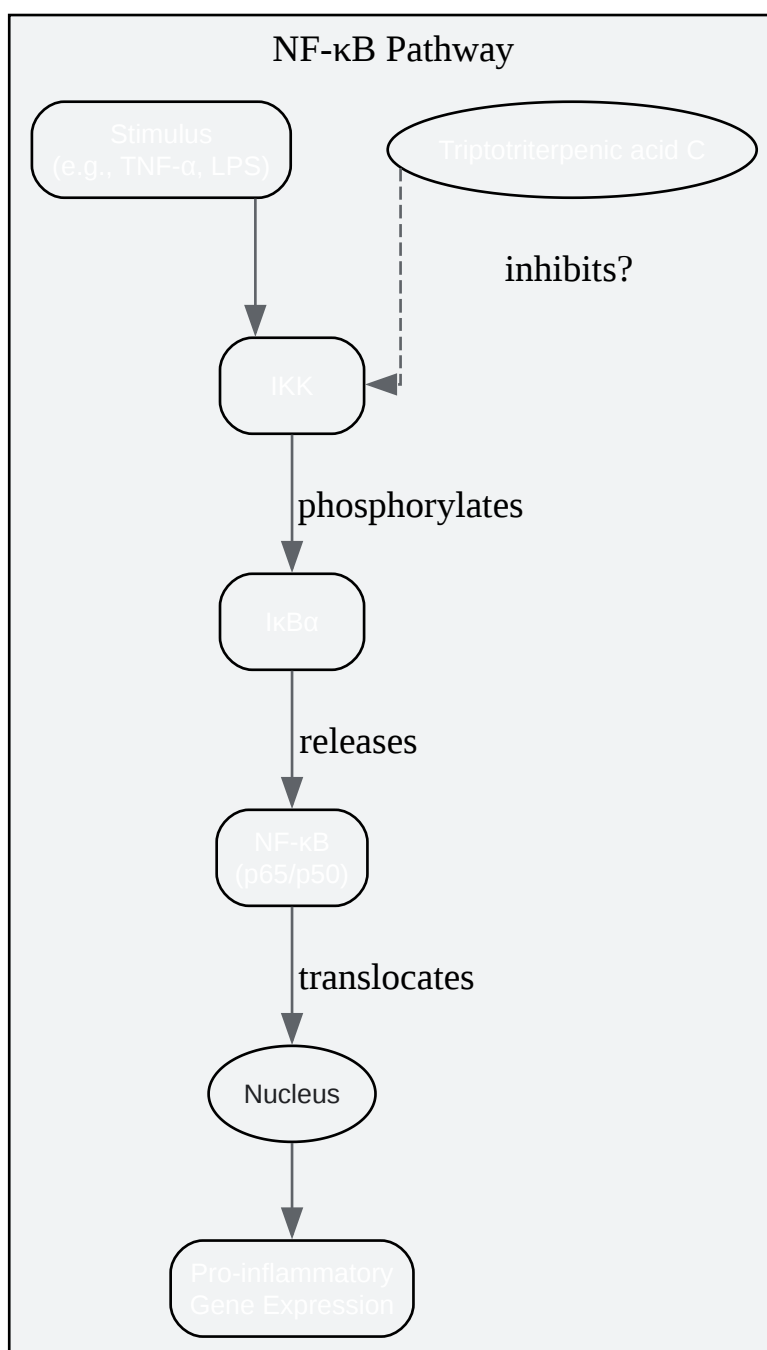 NF-κB Pathway
Stimulus
(e.g., TNF-α, LPS)
Triptotriterpenic acid C
inhibits?
IKK
phosphorylates
IκBα
releases
NF-κB
(p65/p50)
translocates
Nucleus
Pro-inflammatory
Gene Expression